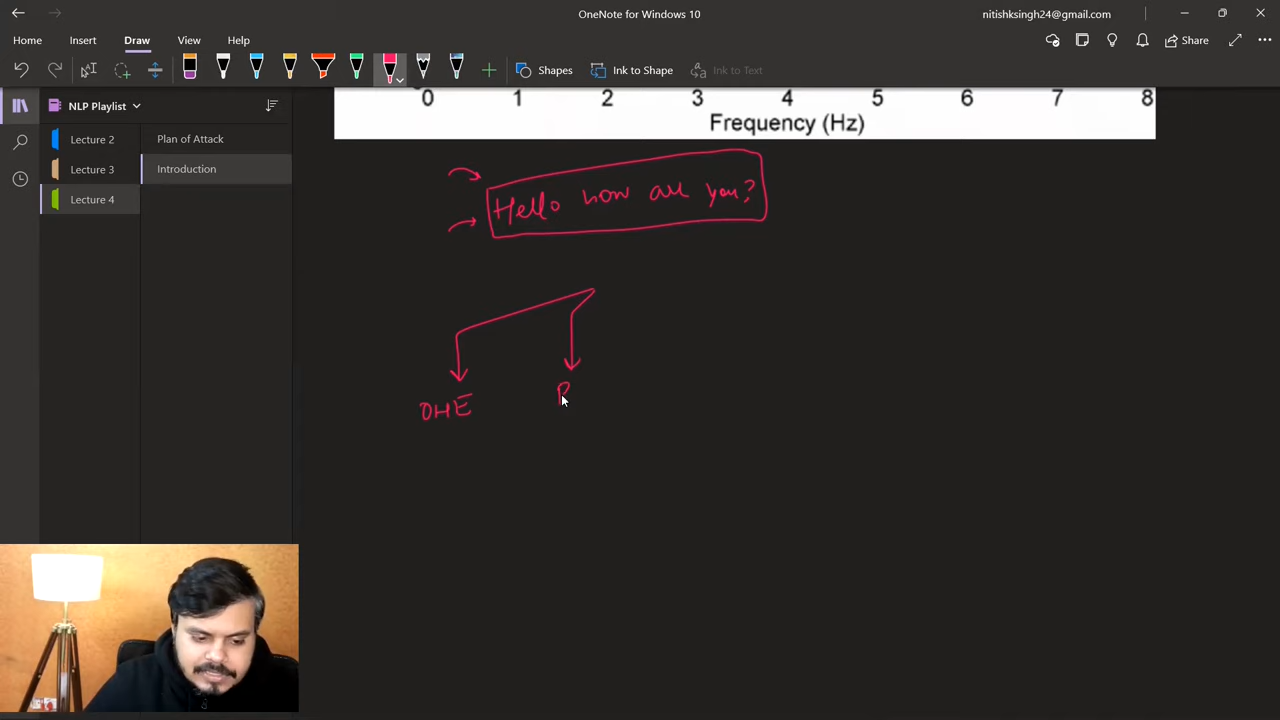 OneNote for Windows 10
nitishksingh24@gmail.com
Home Insert Draw View Help
Share
Shapes Ink to Shape Ink to Text
NLP Playlist
Lecture 2
Plan of Attack
Lecture 3
Introduction
Lecture 4
0 1 2 3 4 5 6 7 8
Frequency (Hz)
Hello how are you?
OHE